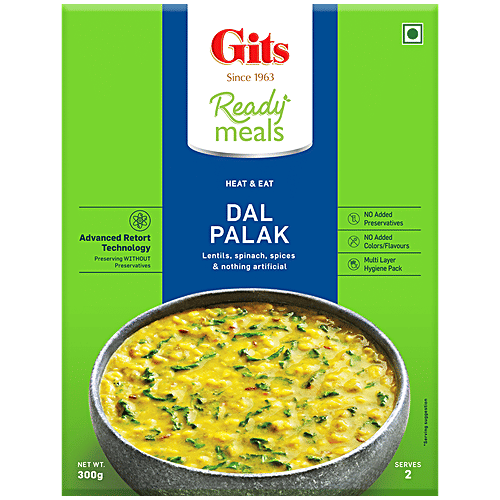 Gits
Since 1963
Ready
meals
HEAT & EAT
DAL
PALAK
Lentils, spinach, spices
& nothing artificial
Advanced Retort
Technology
Preserving WITHOUT
Preservatives
NO Added
Preservatives
NO Added
Colors/Flavours
Multi Layer
Hygiene Pack
*Serving suggestion
NET WT.
300g
SERVES
2